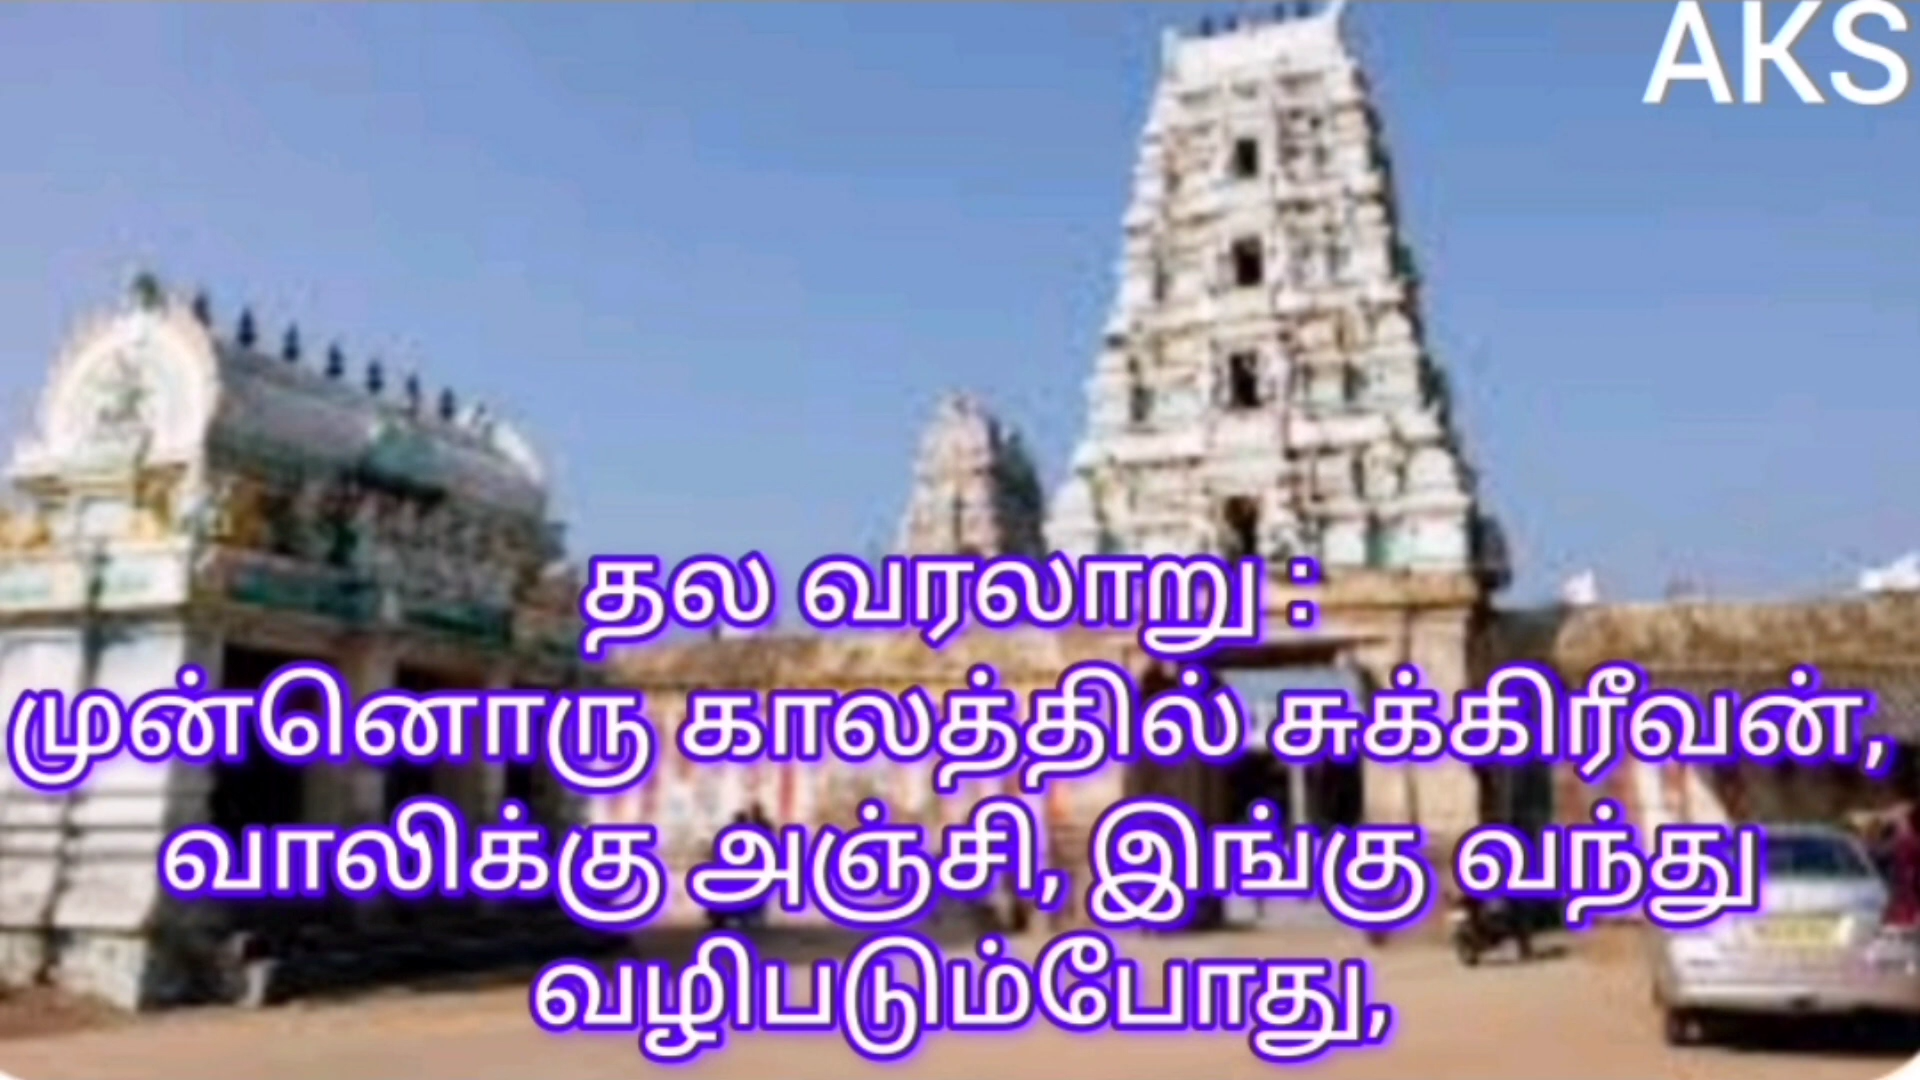 AKS
தல வரலாறு :
முன்னொரு காலத்தில் சுக்கிரீவன்,
வாலிக்கு அஞ்சி, இங்கு வந்து
வழிபடும்போது,